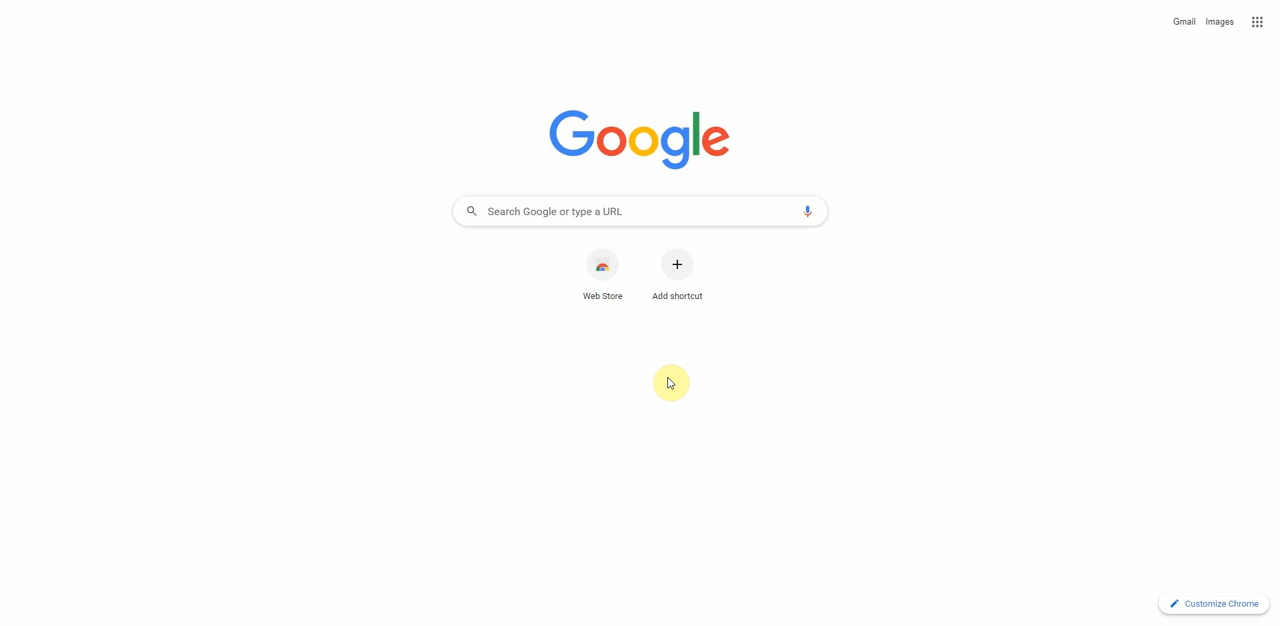 Gmail Images
Google
Search Google or type a URL
Web Store Add shortcut
Customize Chrome